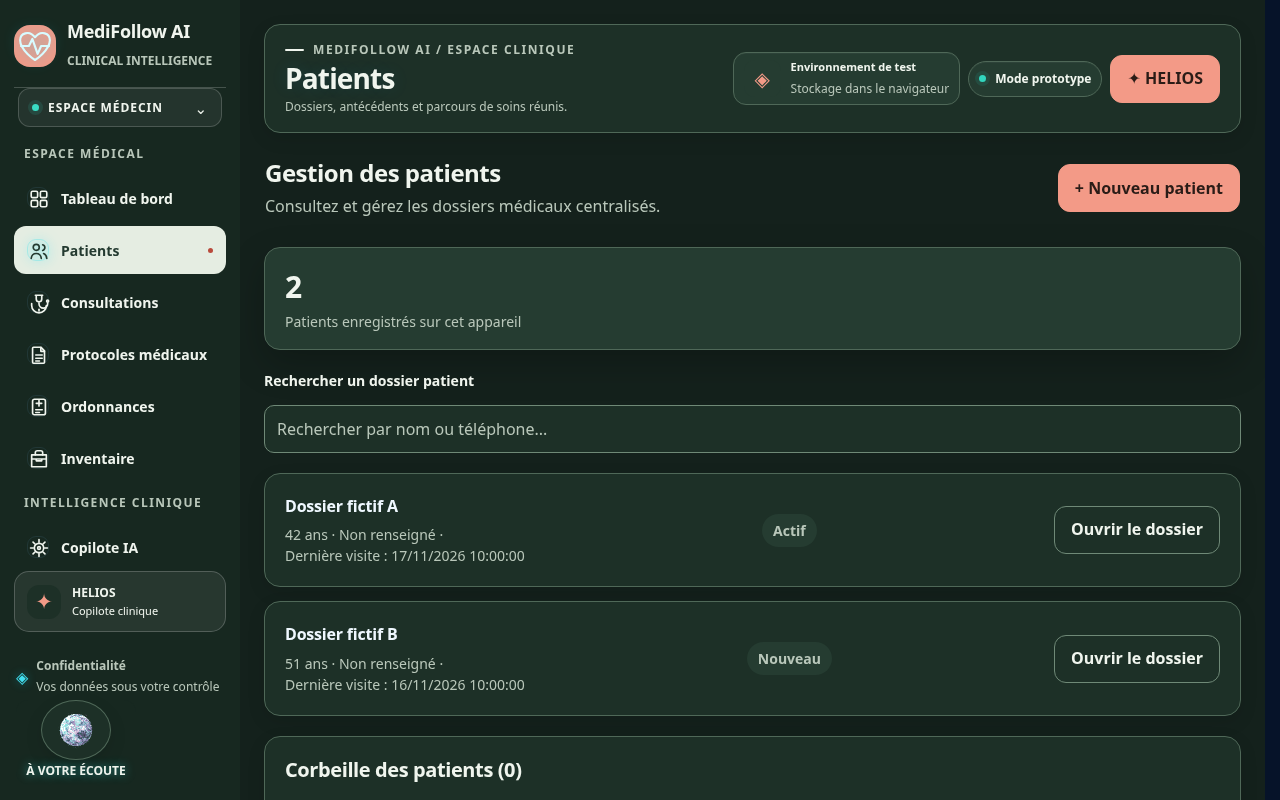 MediFollow AI
CLINICAL INTELLIGENCE
ESPACE MÉDECIN
ESPACE MÉDICAL
Tableau de bord
Patients
Consultations
Protocoles médicaux
Ordonnances
Inventaire
INTELLIGENCE CLINIQUE
Copilote IA
HELIOS
Copilote clinique
Confidentialité
Vos données sous votre contrôle
À VOTRE ÉCOUTE
MEDIFOLLOW AI / ESPACE CLINIQUE
Patients
Dossiers, antécédents et parcours de soins réunis.
Environnement de test
Stockage dans le navigateur
Mode prototype
✦ HELIOS
Gestion des patients
Consultez et gérez les dossiers médicaux centralisés.
+ Nouveau patient
2
Patients enregistrés sur cet appareil
Rechercher un dossier patient
Rechercher par nom ou téléphone...
Dossier fictif A
42 ans · Non renseigné ·
Dernière visite : 17/11/2026 10:00:00
Actif
Ouvrir le dossier
Dossier fictif B
51 ans · Non renseigné ·
Dernière visite : 16/11/2026 10:00:00
Nouveau
Ouvrir le dossier
Corbeille des patients (0)